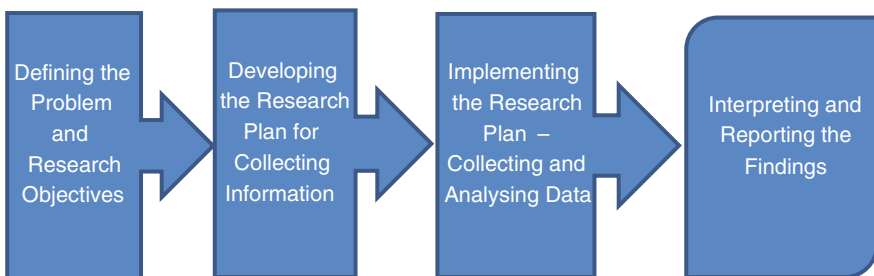 Defining the
Problem
and
Research
Objectives
Developing
the Research
Plan for
Collecting
Information
Implementing
the Research
Plan –
Collecting and
Analysing Data
Interpreting and
Reporting the
Findings